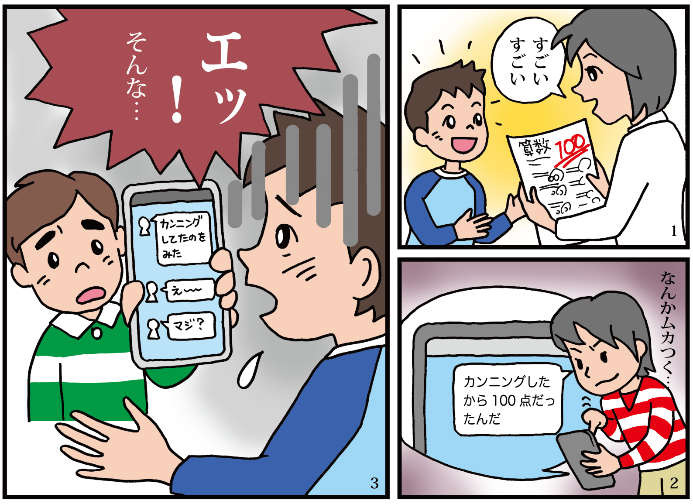 すごい
すごい
算数
100
1
なんかムカつく…
カンニングした
から100点だっ
たんだ
2
エッ!
そんな…
カンニング
してたのを
みた
え〜〜
マジ?
3